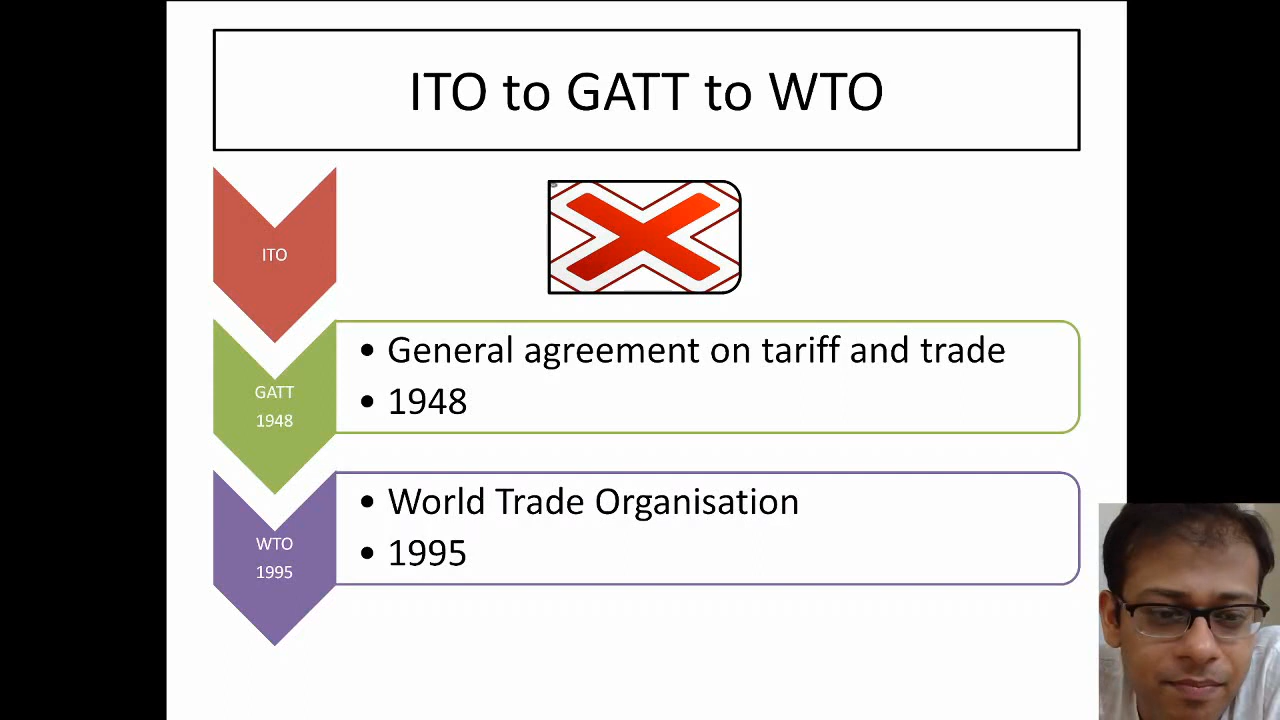 ITO to GATT to WTO
ITO
GATT
1948
• General agreement on tariff and trade
• 1948
WTO
1995
• World Trade Organisation
• 1995